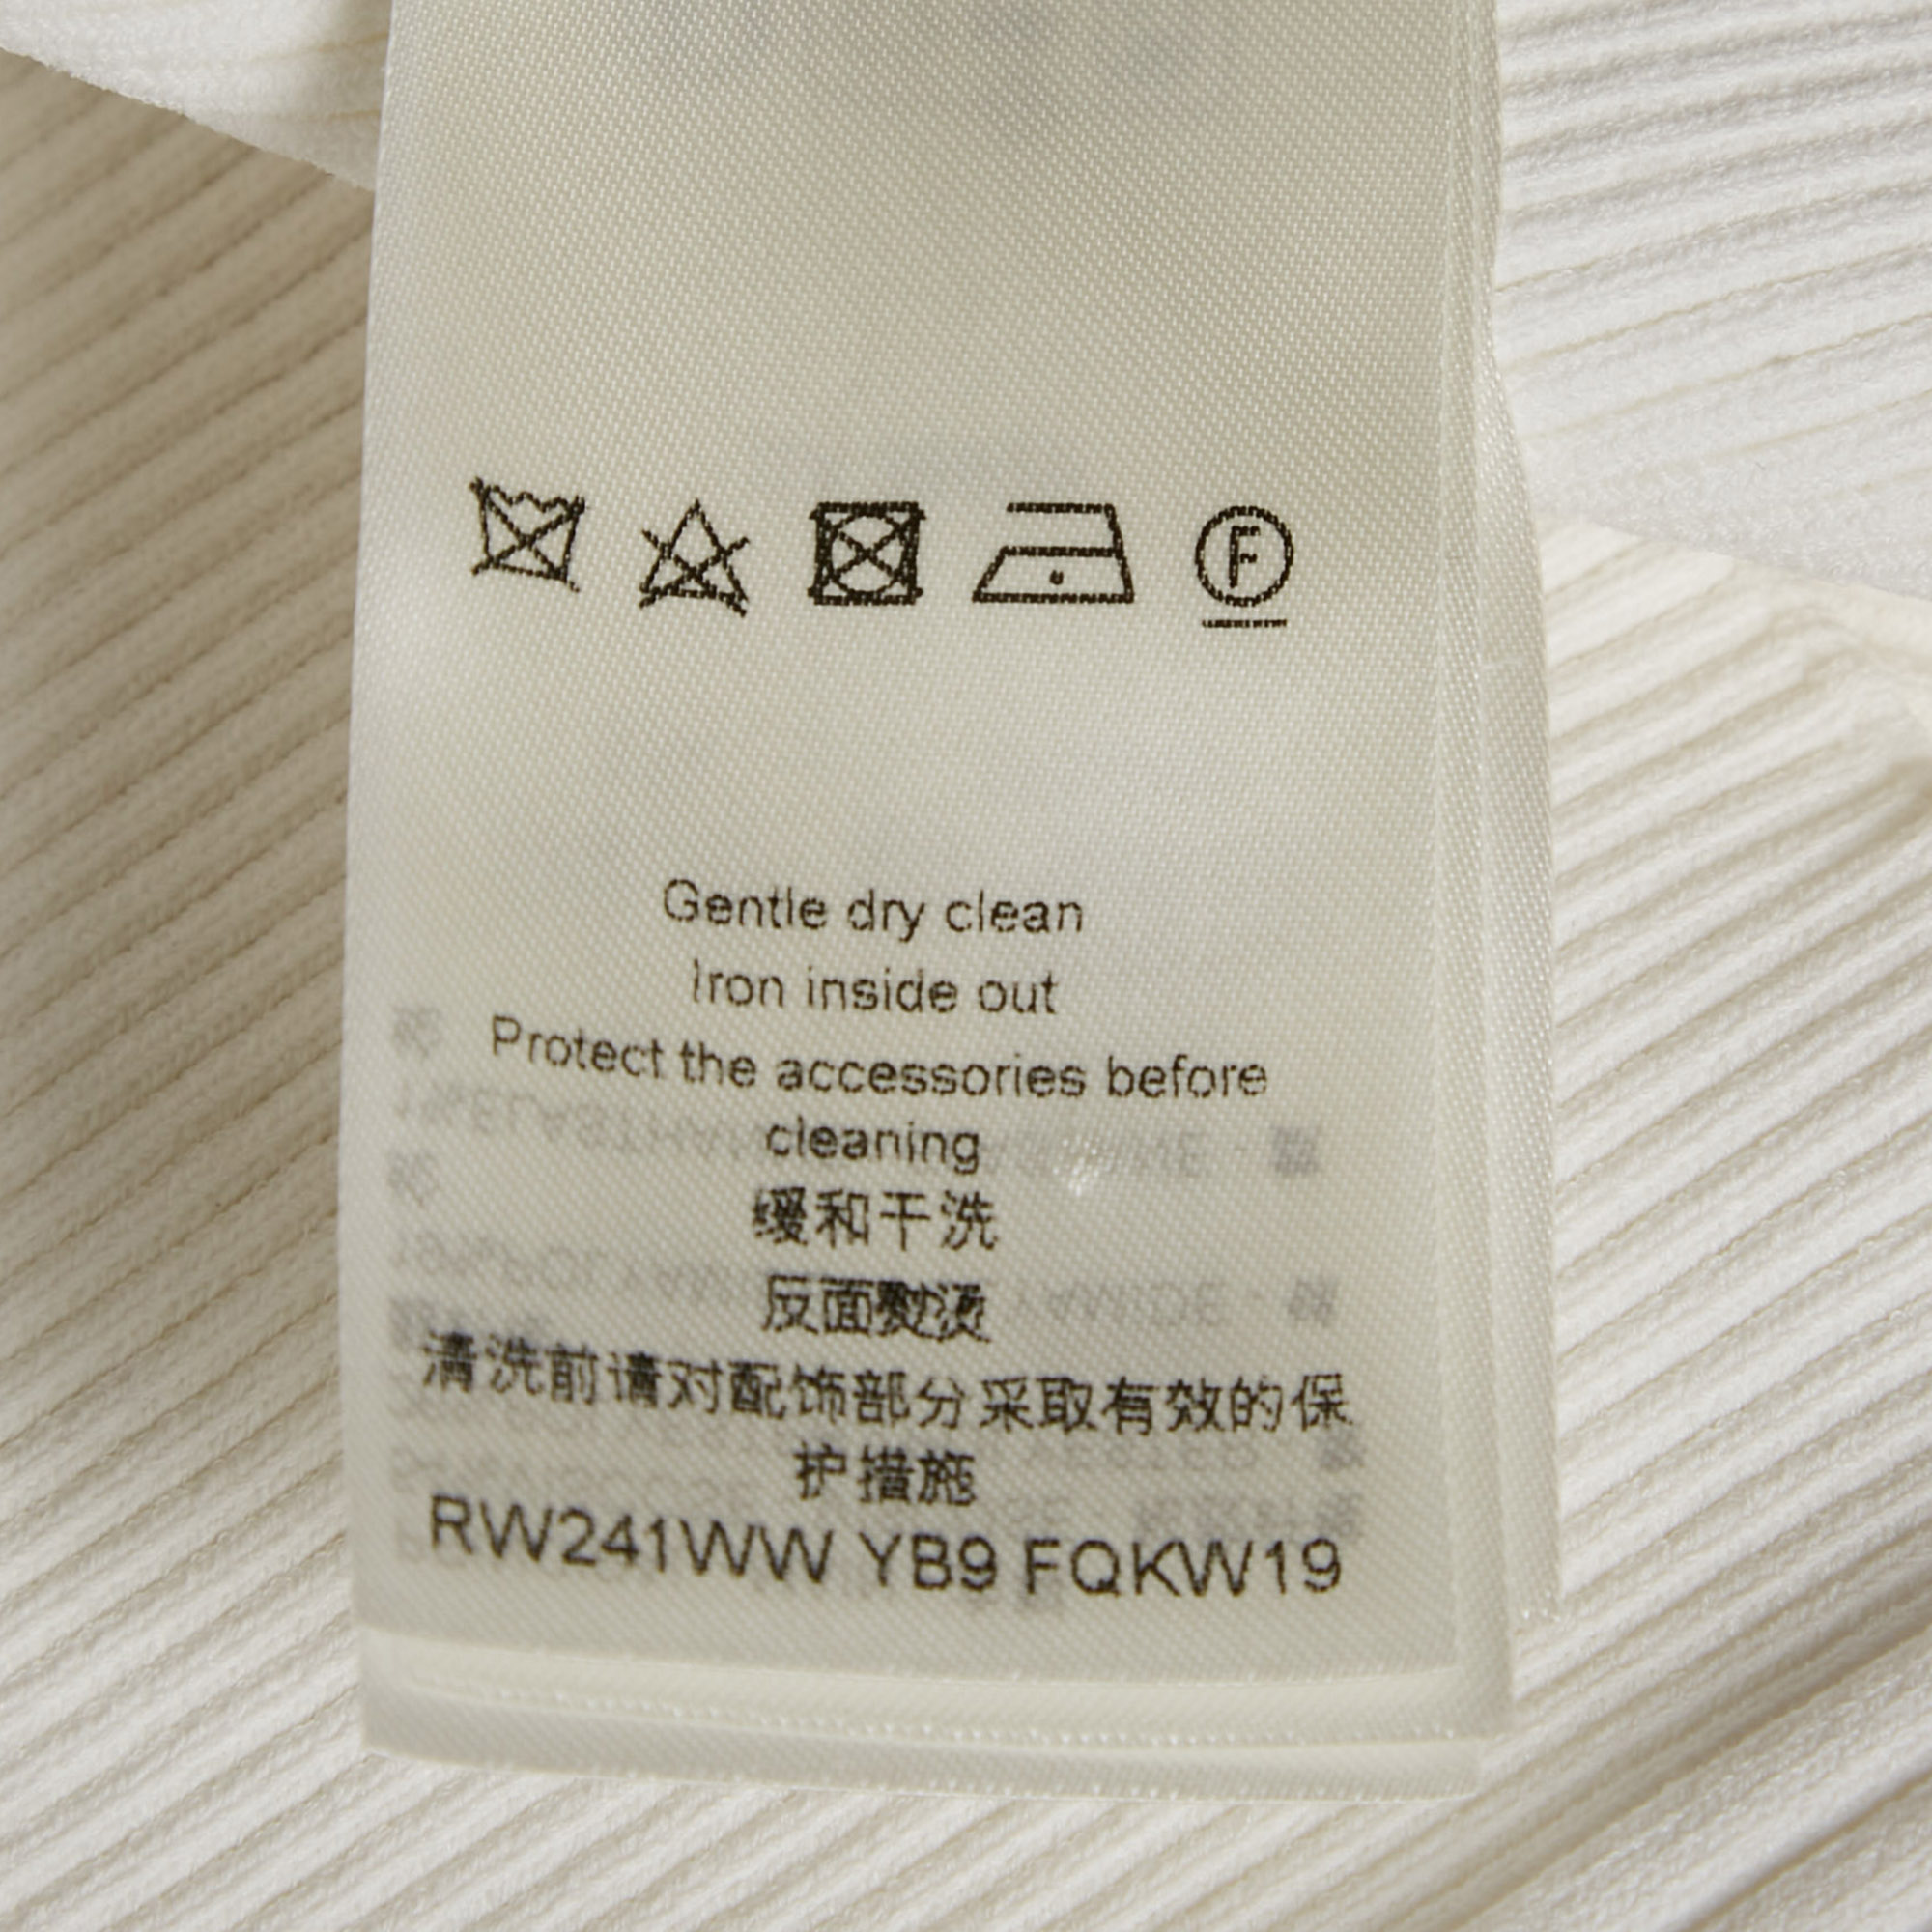 F
Gentle dry clean
Iron inside out
Protect the accessories before
cleaning
缓和干洗
反面熨烫
清洗前请对配饰部分采取有效的保
护措施
RW241WW YB9 FQKW19